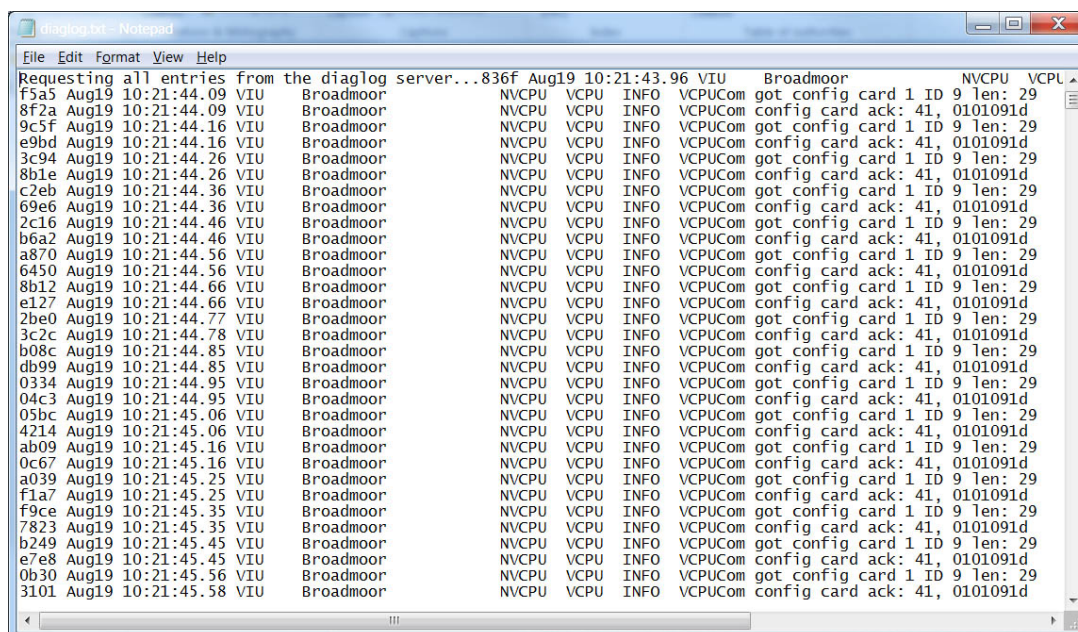 diaglog.txt - Notepad
File Edit Format View Help
Requesting all entries from the diaglog server...836f Aug19 10:21:43.96 VIU Broadmoor NVCPU VCPU
f5a5 Aug19 10:21:44.09 VIU Broadmoor NVCPU VCPU INFO VCPUCom got config card 1 ID 9 len: 29
8f2a Aug19 10:21:44.09 VIU Broadmoor NVCPU VCPU INFO VCPUCom config card ack: 41, 0101091d
9c5f Aug19 10:21:44.16 VIU Broadmoor NVCPU VCPU INFO VCPUCom got config card 1 ID 9 len: 29
e9bd Aug19 10:21:44.16 VIU Broadmoor NVCPU VCPU INFO VCPUCom config card ack: 41, 0101091d
3c94 Aug19 10:21:44.26 VIU Broadmoor NVCPU VCPU INFO VCPUCom got config card 1 ID 9 len: 29
8b1e Aug19 10:21:44.26 VIU Broadmoor NVCPU VCPU INFO VCPUCom config card ack: 41, 0101091d
c2eb Aug19 10:21:44.36 VIU Broadmoor NVCPU VCPU INFO VCPUCom got config card 1 ID 9 len: 29
69e6 Aug19 10:21:44.36 VIU Broadmoor NVCPU VCPU INFO VCPUCom config card ack: 41, 0101091d
2c16 Aug19 10:21:44.46 VIU Broadmoor NVCPU VCPU INFO VCPUCom got config card 1 ID 9 len: 29
b6a2 Aug19 10:21:44.46 VIU Broadmoor NVCPU VCPU INFO VCPUCom config card ack: 41, 0101091d
a870 Aug19 10:21:44.56 VIU Broadmoor NVCPU VCPU INFO VCPUCom got config card 1 ID 9 len: 29
6450 Aug19 10:21:44.56 VIU Broadmoor NVCPU VCPU INFO VCPUCom config card ack: 41, 0101091d
8b12 Aug19 10:21:44.66 VIU Broadmoor NVCPU VCPU INFO VCPUCom got config card 1 ID 9 len: 29
e127 Aug19 10:21:44.66 VIU Broadmoor NVCPU VCPU INFO VCPUCom config card ack: 41, 0101091d
2be0 Aug19 10:21:44.77 VIU Broadmoor NVCPU VCPU INFO VCPUCom got config card 1 ID 9 len: 29
3c2c Aug19 10:21:44.78 VIU Broadmoor NVCPU VCPU INFO VCPUCom config card ack: 41, 0101091d
b08c Aug19 10:21:44.85 VIU Broadmoor NVCPU VCPU INFO VCPUCom got config card 1 ID 9 len: 29
db99 Aug19 10:21:44.85 VIU Broadmoor NVCPU VCPU INFO VCPUCom config card ack: 41, 0101091d
0334 Aug19 10:21:44.95 VIU Broadmoor NVCPU VCPU INFO VCPUCom got config card 1 ID 9 len: 29
04c3 Aug19 10:21:44.95 VIU Broadmoor NVCPU VCPU INFO VCPUCom config card ack: 41, 0101091d
05bc Aug19 10:21:45.06 VIU Broadmoor NVCPU VCPU INFO VCPUCom got config card 1 ID 9 len: 29
4214 Aug19 10:21:45.06 VIU Broadmoor NVCPU VCPU INFO VCPUCom config card ack: 41, 0101091d
ab09 Aug19 10:21:45.16 VIU Broadmoor NVCPU VCPU INFO VCPUCom got config card 1 ID 9 len: 29
0c67 Aug19 10:21:45.16 VIU Broadmoor NVCPU VCPU INFO VCPUCom config card ack: 41, 0101091d
a039 Aug19 10:21:45.25 VIU Broadmoor NVCPU VCPU INFO VCPUCom got config card 1 ID 9 len: 29
f1a7 Aug19 10:21:45.25 VIU Broadmoor NVCPU VCPU INFO VCPUCom config card ack: 41, 0101091d
f9ce Aug19 10:21:45.35 VIU Broadmoor NVCPU VCPU INFO VCPUCom got config card 1 ID 9 len: 29
7823 Aug19 10:21:45.35 VIU Broadmoor NVCPU VCPU INFO VCPUCom config card ack: 41, 0101091d
b249 Aug19 10:21:45.45 VIU Broadmoor NVCPU VCPU INFO VCPUCom got config card 1 ID 9 len: 29
e7e8 Aug19 10:21:45.45 VIU Broadmoor NVCPU VCPU INFO VCPUCom config card ack: 41, 0101091d
0b30 Aug19 10:21:45.56 VIU Broadmoor NVCPU VCPU INFO VCPUCom got config card 1 ID 9 len: 29
3101 Aug19 10:21:45.58 VIU Broadmoor NVCPU VCPU INFO VCPUCom config card ack: 41, 0101091d